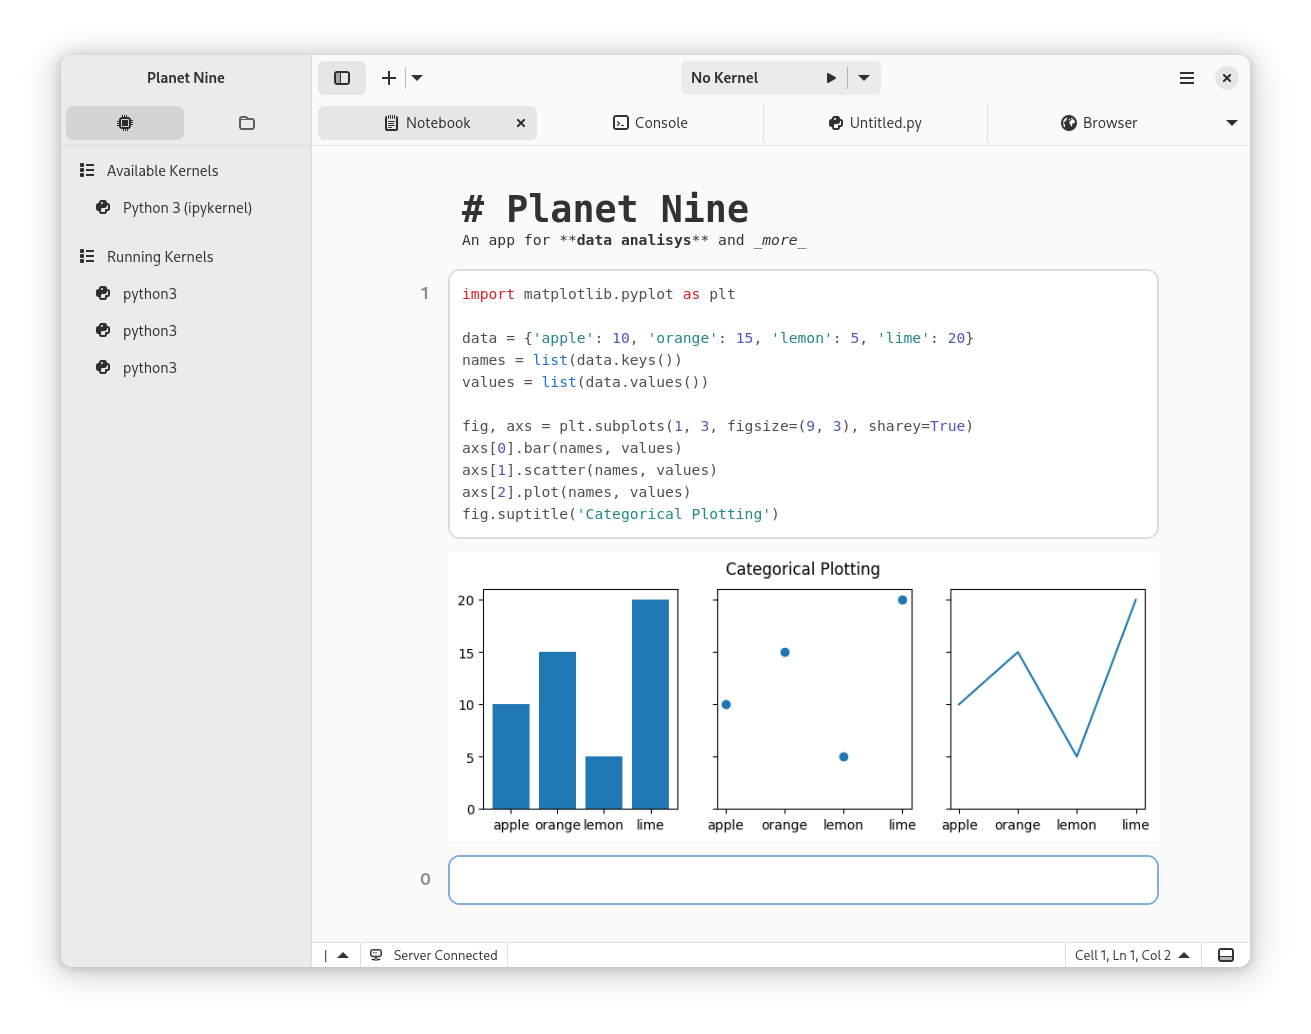 Planet Nine
No Kernel
Notebook
Console
Untitled.py
Browser
Available Kernels
Python 3 (ipykernel)
Running Kernels
python3
python3
python3
# Planet Nine
An app for **data analisys** and _more_
1
import matplotlib.pyplot as plt
data = {'apple': 10, 'orange': 15, 'lemon': 5, 'lime': 20}
names = list(data.keys())
values = list(data.values())
fig, axs = plt.subplots(1, 3, figsize=(9, 3), sharey=True)
axs[0].bar(names, values)
axs[1].scatter(names, values)
axs[2].plot(names, values)
fig.suptitle('Categorical Plotting')
Categorical Plotting
20
15
10
5
0
apple orange lemon lime
apple orange lemon lime
apple orange lemon lime
0
|
Server Connected
Cell 1, Ln 1, Col 2